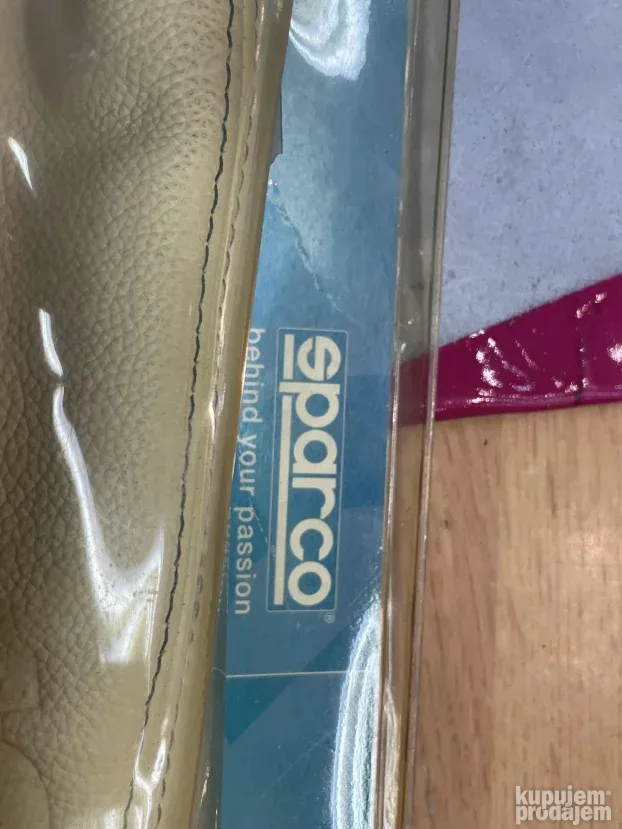 sparco®
behind your passion
kupujem
prodajem